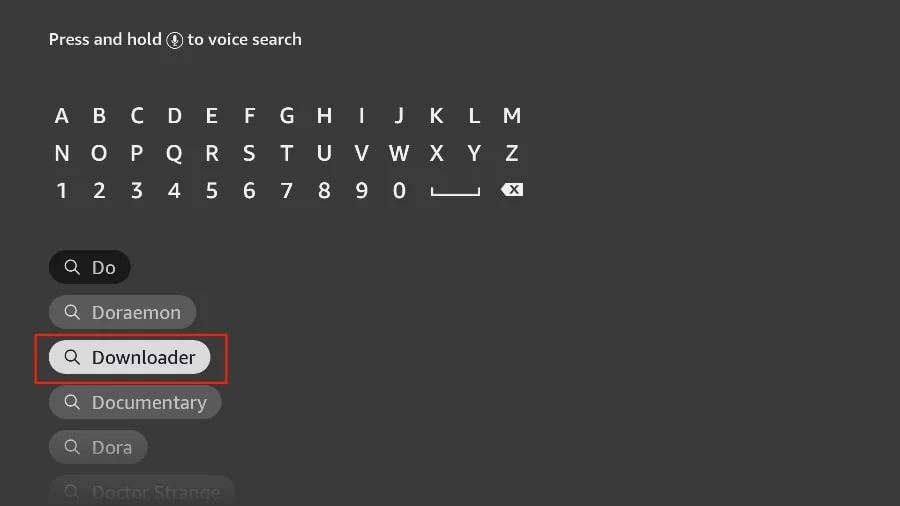 Press and hold to voice search
A B C D E F G H I J K L M
N O P Q R S T U V W X Y Z
1 2 3 4 5 6 7 8 9 0
Do
Doraemon
Downloader
Documentary
Dora
Doctor Strange